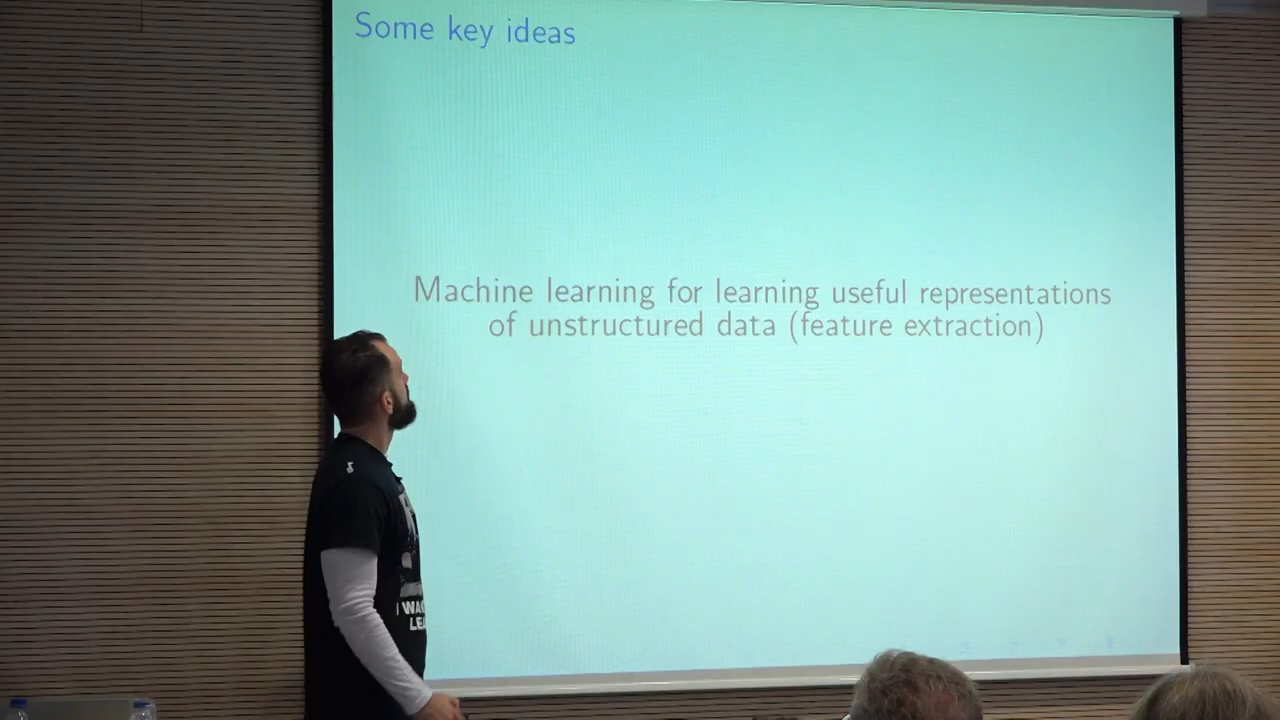 Some key ideas
Machine learning for learning useful representations
of unstructured data (feature extraction)
I